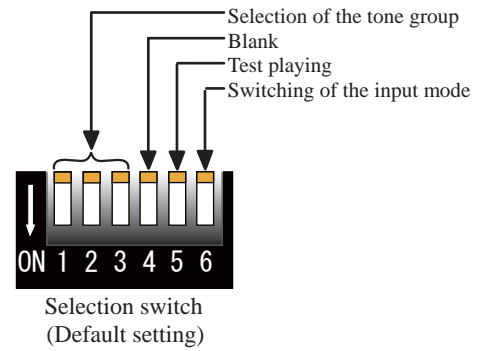 Selection of the tone group
Blank
Test playing
Switching of the input mode
ON 1 2 3 4 5 6
Selection switch
(Default setting)